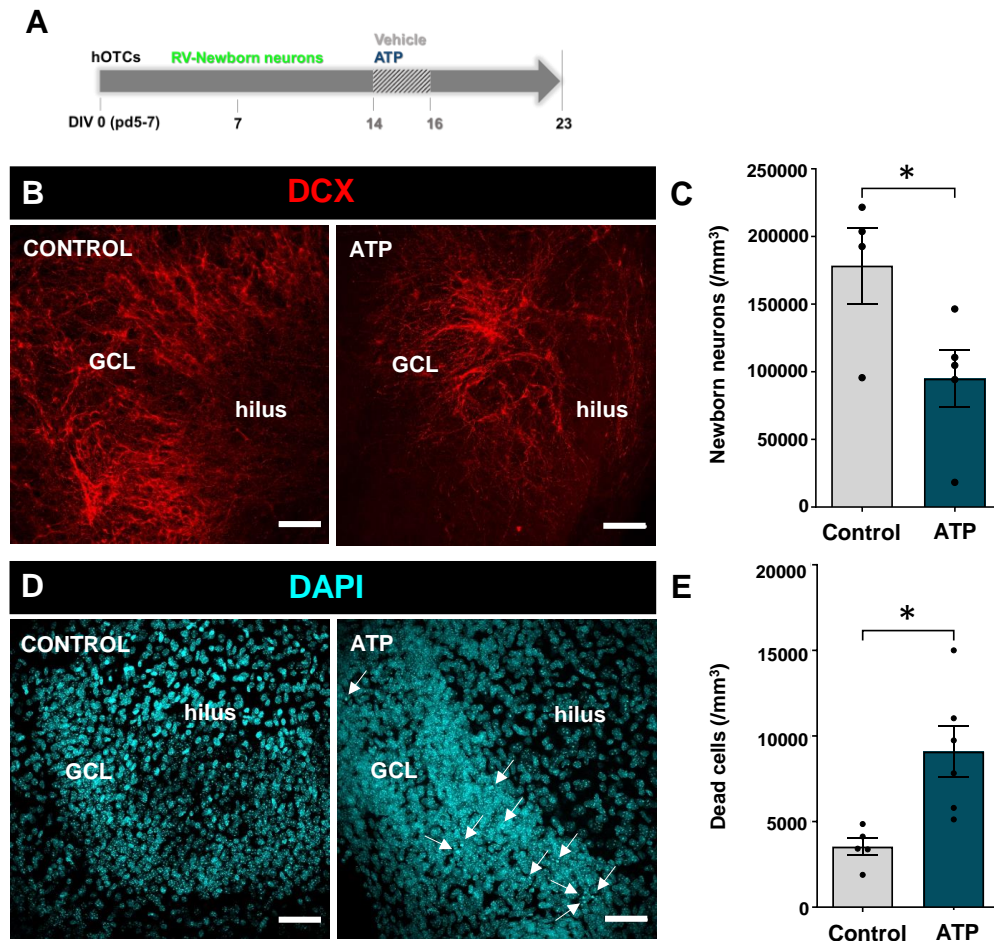 A
Vehicle
hOTCs RV-Newborn neurons ATP
DIV 0 (pd5-7) 7 14 16 23
B DCX
CONTROL ATP
GCL GCL
hilus hilus
C
*
250000
200000
150000
100000
50000
0
Newborn neurons (/mm³)
Control ATP
D DAPI
CONTROL ATP
hilus hilus
GCL GCL
E
*
20000
15000
10000
5000
0
Dead cells (/mm³)
Control ATP